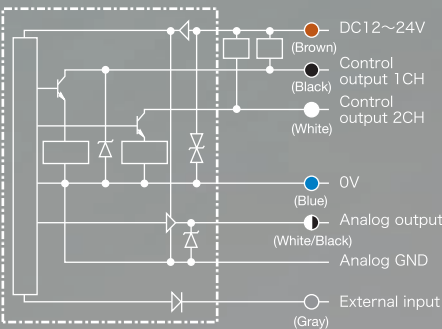 DC12～24V
(Brown)
Control
output 1CH
(Black)
Control
output 2CH
(White)
0V
(Blue)
Analog output
(White/Black)
Analog GND
External input
(Gray)